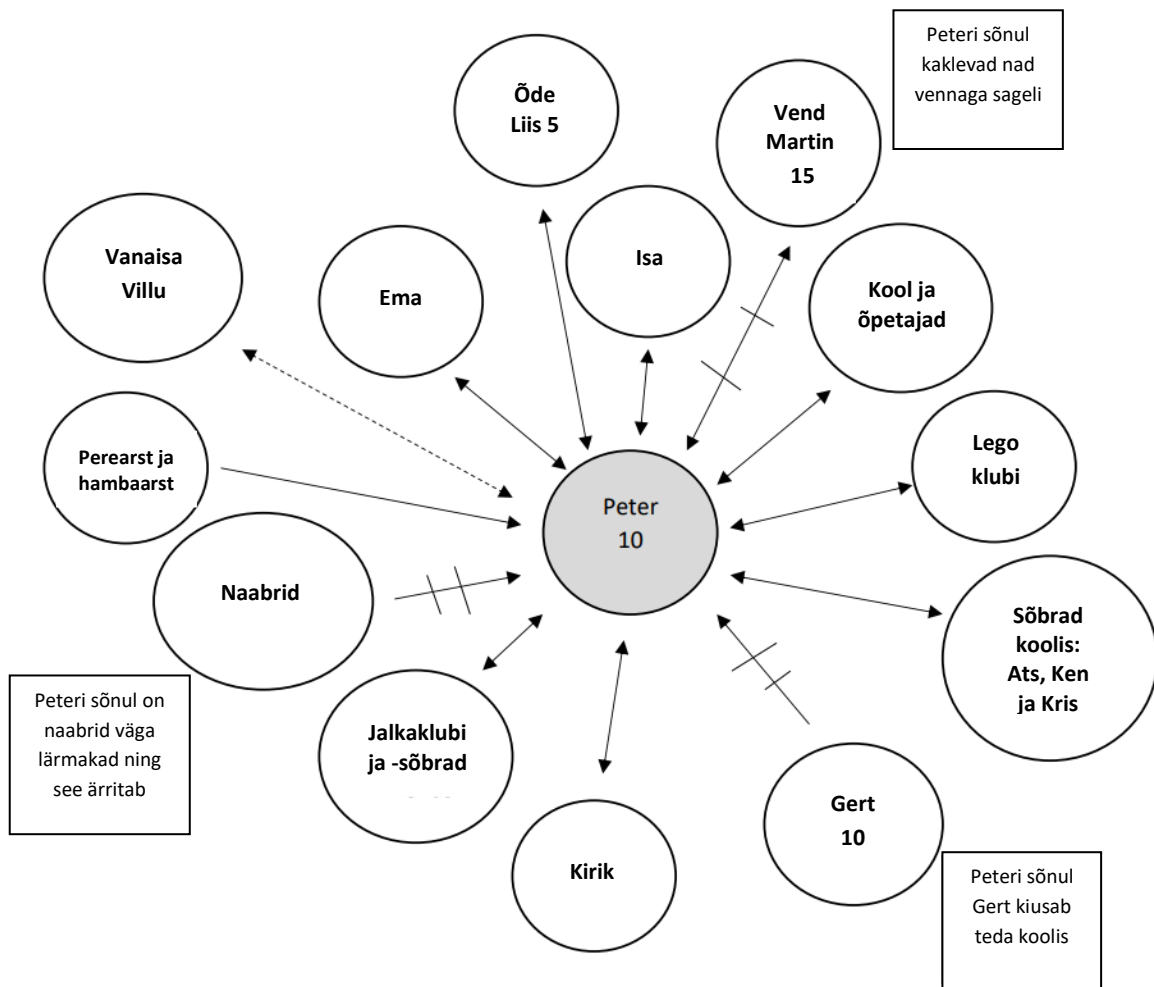 Peteri sõnul
kaklevad nad
vennaga sageli
Õde
Liis 5
Vend
Martin
15
Vanaisa
Villu
Ema
Isa
Kool ja
õpetajad
Perearst ja
hambaarst
Lego
klubi
Peter
10
Naabrid
Sõbrad
koolis:
Ats, Ken
ja Kris
Peteri sõnul on
naabrid väga
lärmakad ning
see ärritab
Jalkaklubi
ja -sõbrad
Kirik
Gert
10
Peteri sõnul
Gert kiusab
teda koolis